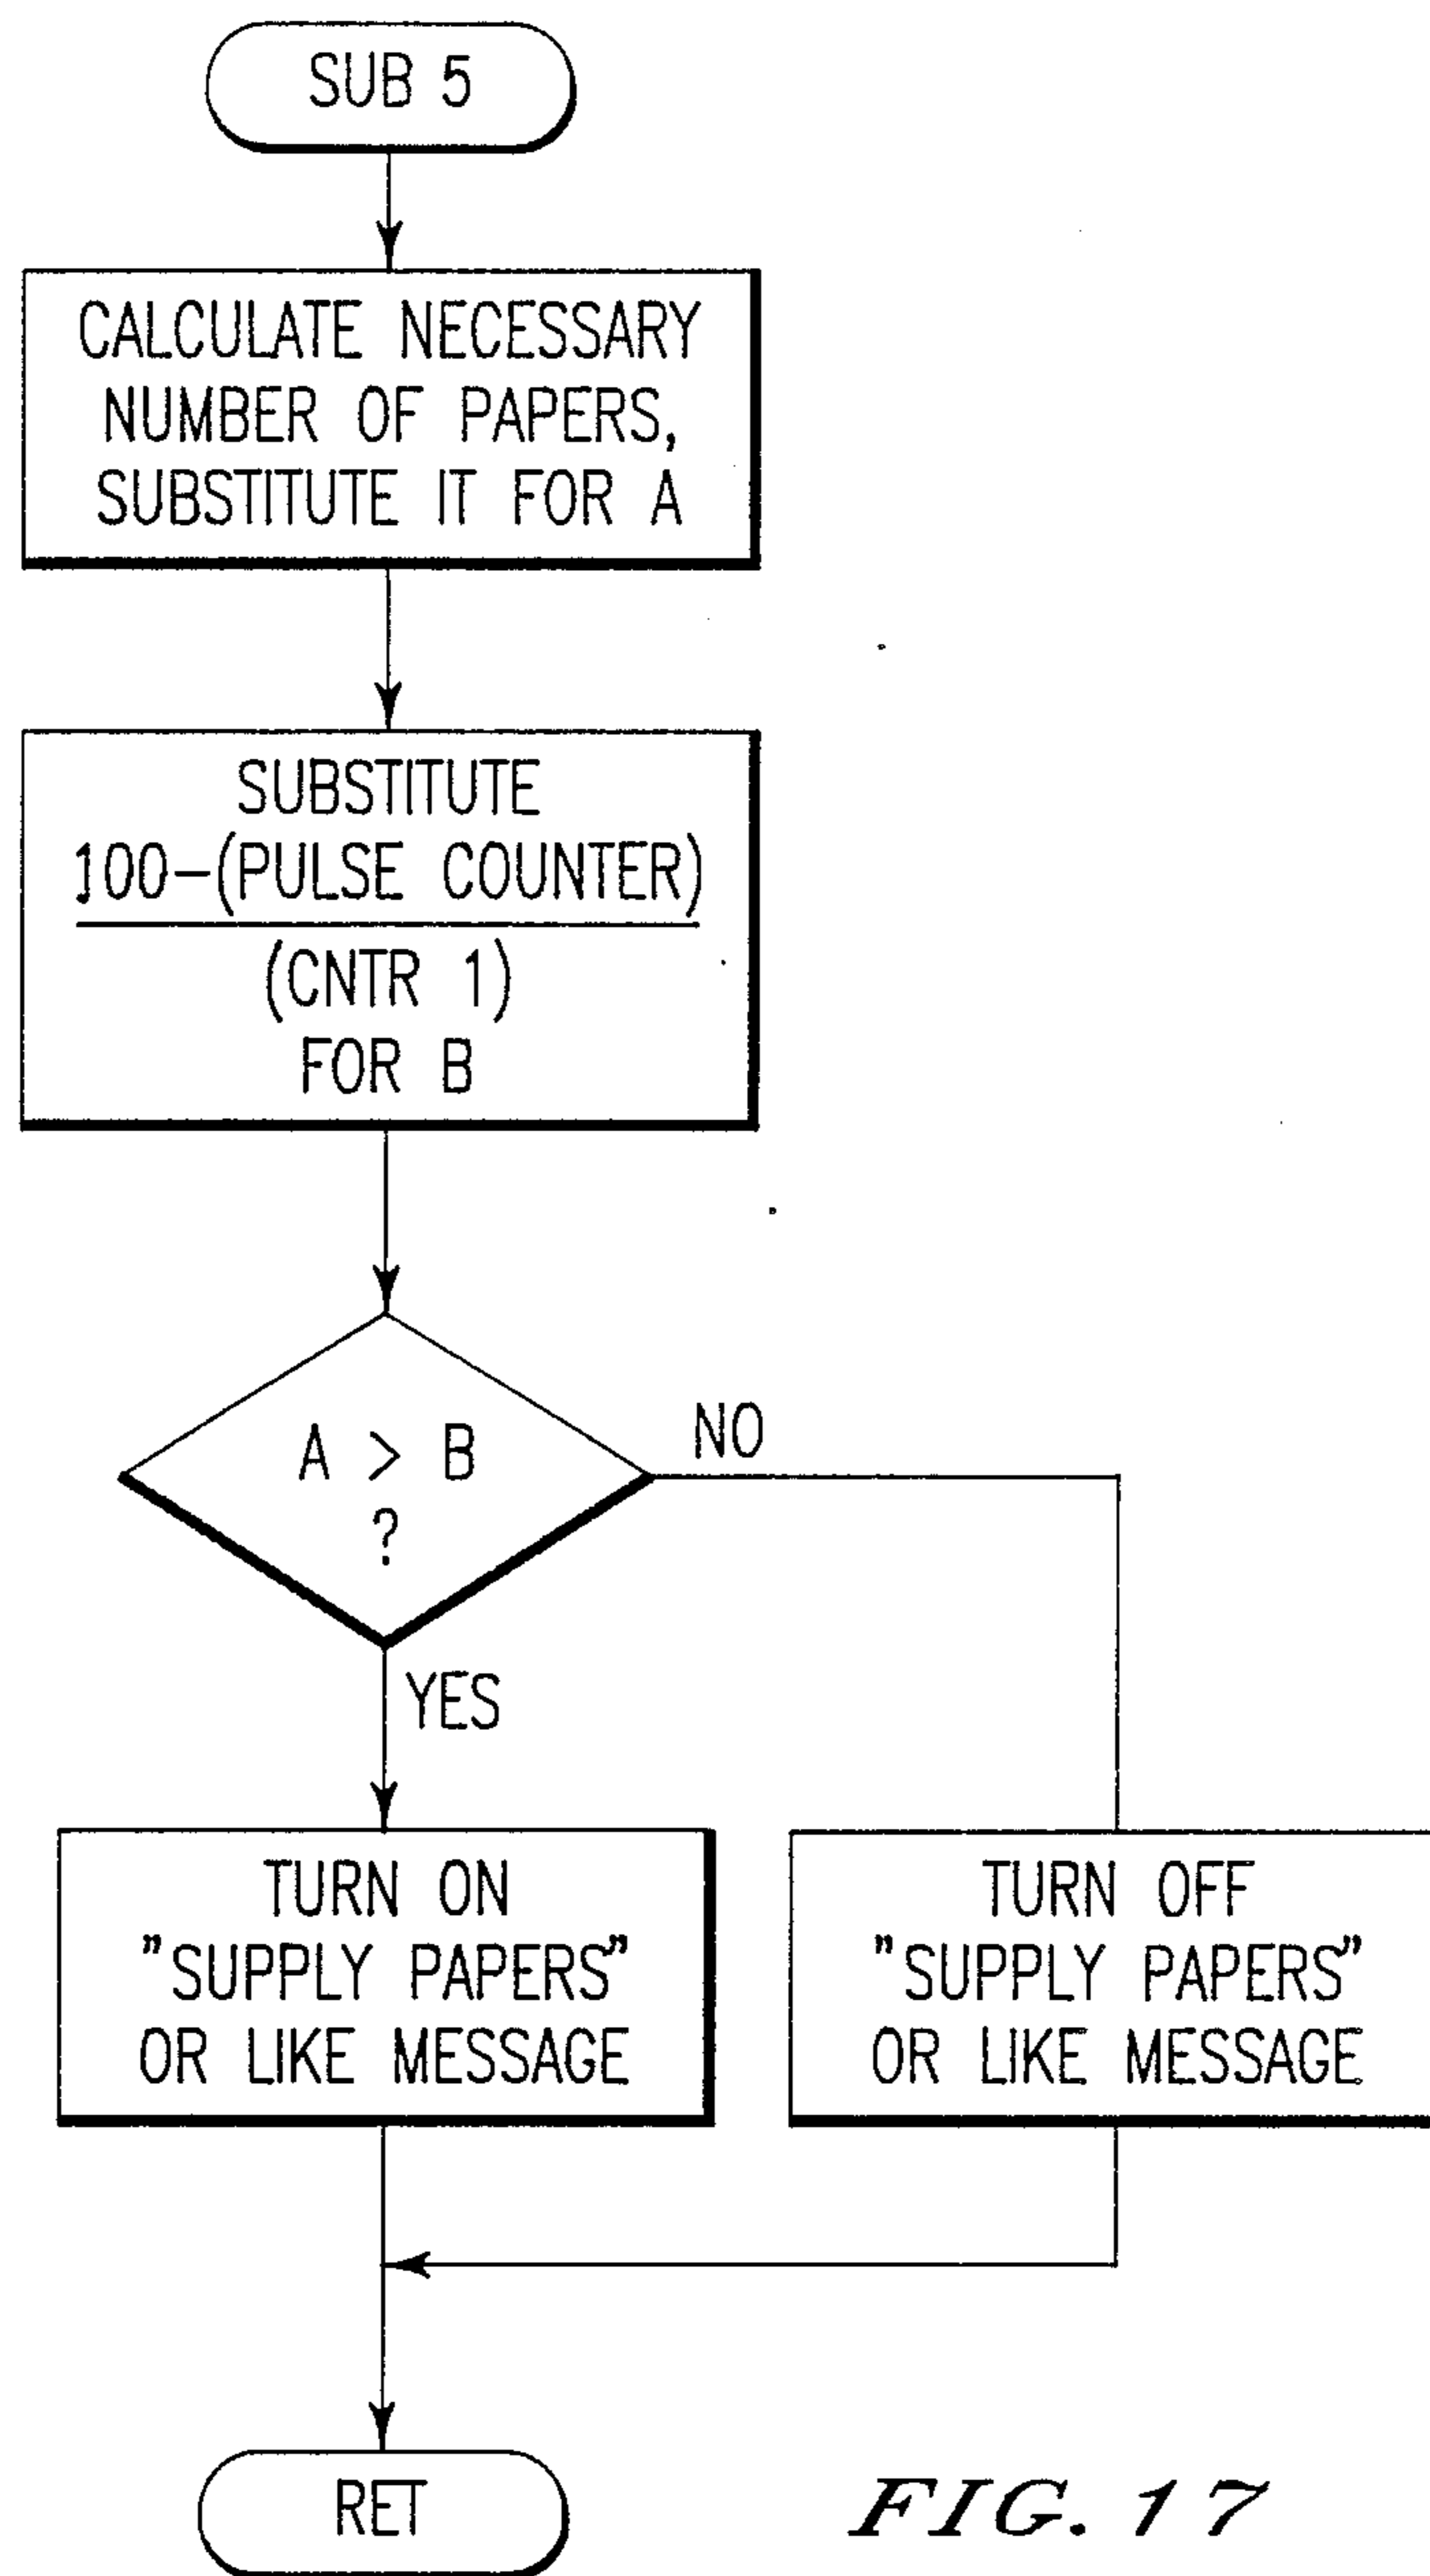 SUB 5
CALCULATE NECESSARY
NUMBER OF PAPERS,
SUBSTITUTE IT FOR A
SUBSTITUTE
100-(PULSE COUNTER)
(CNTR 1)
FOR B
A > B
?
NO
YES
TURN ON
"SUPPLY PAPERS"
OR LIKE MESSAGE
TURN OFF
"SUPPLY PAPERS"
OR LIKE MESSAGE
RET
FIG. 17